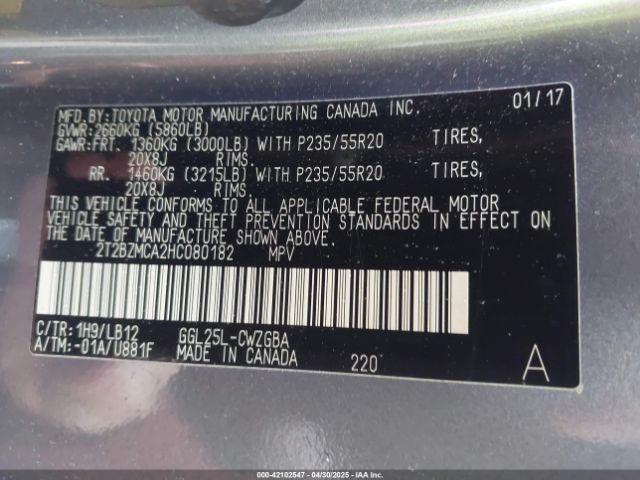 MFD.BY:TOYOTA MOTOR MANUFACTURING CANADA INC. 01/17
GVWR:2660KG (5860LB)
GAWR:FRT. 1360KG (3000LB) WITH P235/55R20 TIRES,
20X8J RIMS.
RR. 1460KG (3215LB) WITH P235/55R20 TIRES,
20X8J RIMS.
THIS VEHICLE CONFORMS TO ALL APPLICABLE FEDERAL MOTOR
VEHICLE SAFETY AND THEFT PREVENTION STANDARDS IN EFFECT ON
THE DATE OF MANUFACTURE SHOWN ABOVE.
2T2BZMCA2HC080182 MPV
C/TR: 1H9/LB12 GGL25L-CWZGBA
A/TM: -01A/U881F MADE IN CANADA 220 A
000-42102547 - 04/30/2025 - IAA Inc.